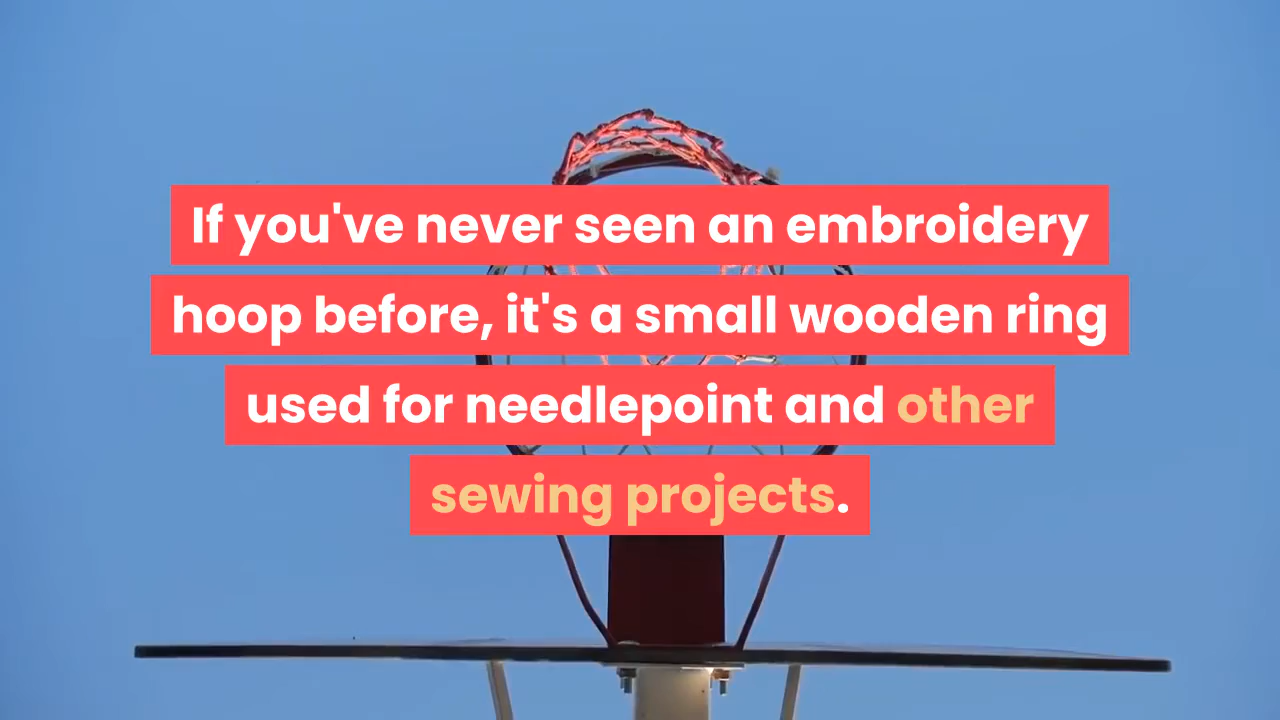 If you've never seen an embroidery
hoop before, it's a small wooden ring
used for needlepoint and other
sewing projects.